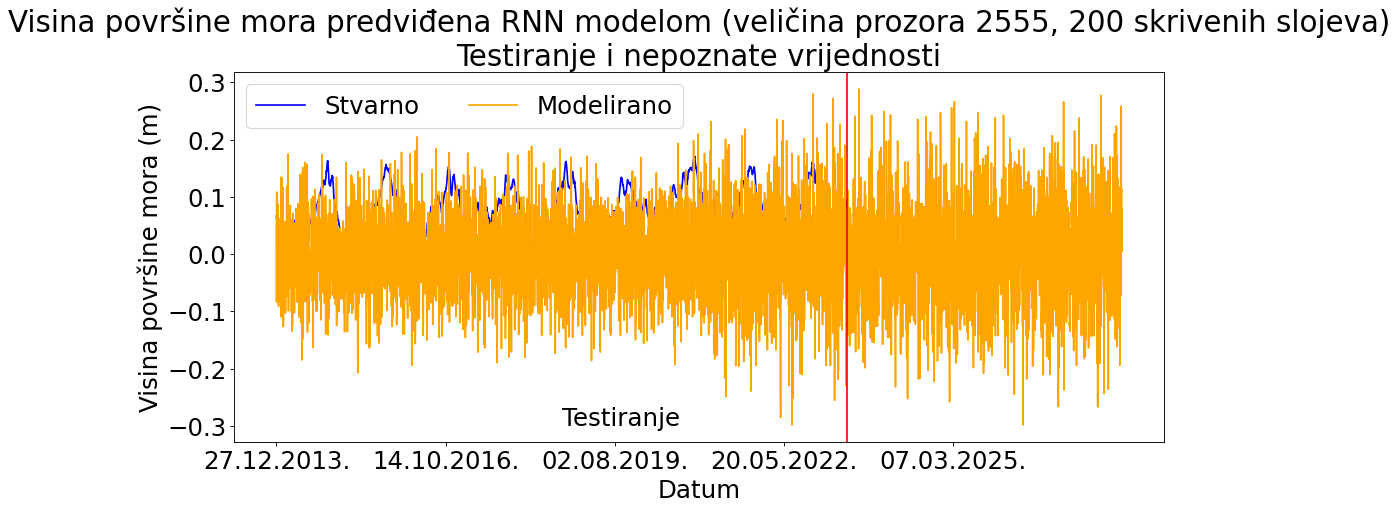 Visina površine mora predviđena RNN modelom (veličina prozora 2555, 200 skrivenih slojeva)
Testiranje i nepoznate vrijednosti
Stvarno Modelirano
Visina površine mora (m)
0.3
0.2
0.1
0.0
−0.1
−0.2
−0.3
Testiranje
27.12.2013. 14.10.2016. 02.08.2019. 20.05.2022. 07.03.2025.
Datum